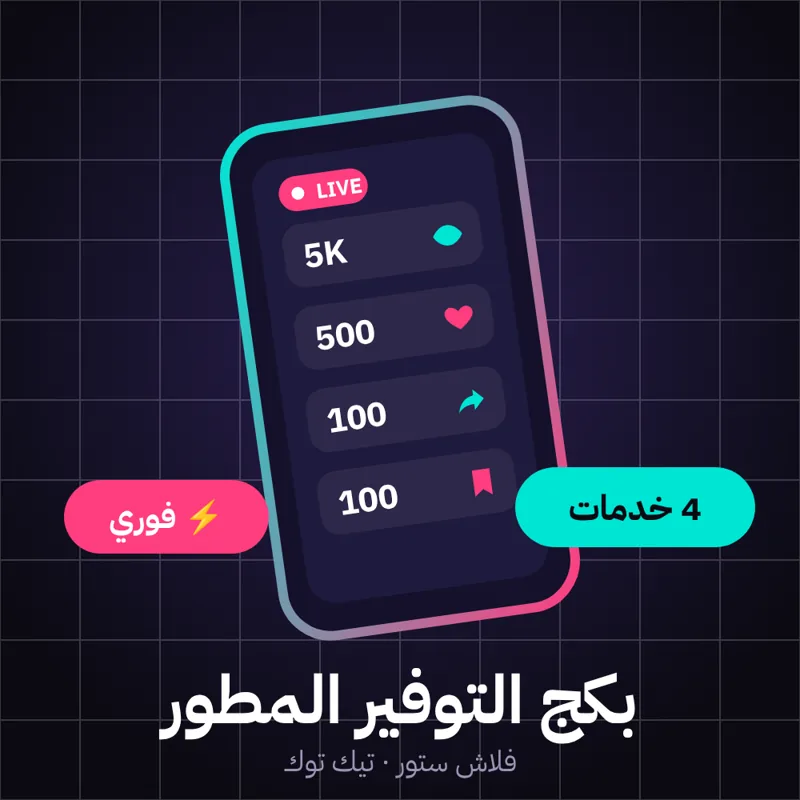 LIVE
5K
500
100
100
4 خدمات
⚡ فوري
بكج التوفير المطور
فلاش ستور · تيك توك